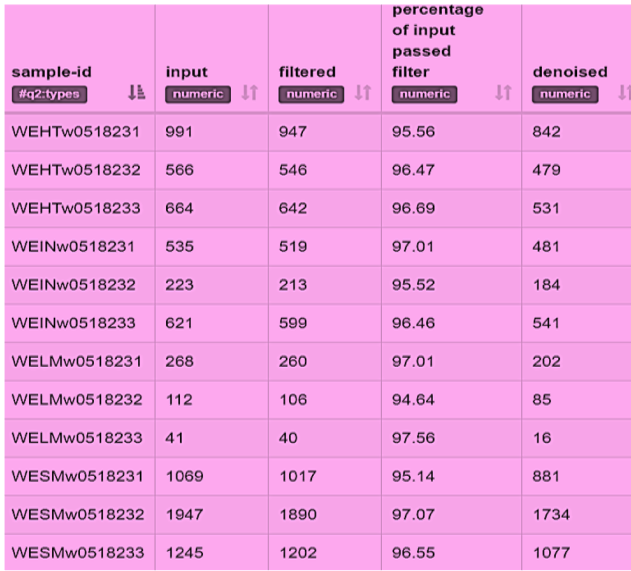 percentage
of input
passed
sample-id input filtered filter denoised
#q2:types numeric numeric numeric numeric
WEHTw0518231 991 947 95.56 842
WEHTw0518232 566 546 96.47 479
WEHTw0518233 664 642 96.69 531
WEINw0518231 535 519 97.01 481
WEINw0518232 223 213 95.52 184
WEINw0518233 621 599 96.46 541
WELMw0518231 268 260 97.01 202
WELMw0518232 112 106 94.64 85
WELMw0518233 41 40 97.56 16
WESMw0518231 1069 1017 95.14 881
WESMw0518232 1947 1890 97.07 1734
WESMw0518233 1245 1202 96.55 1077